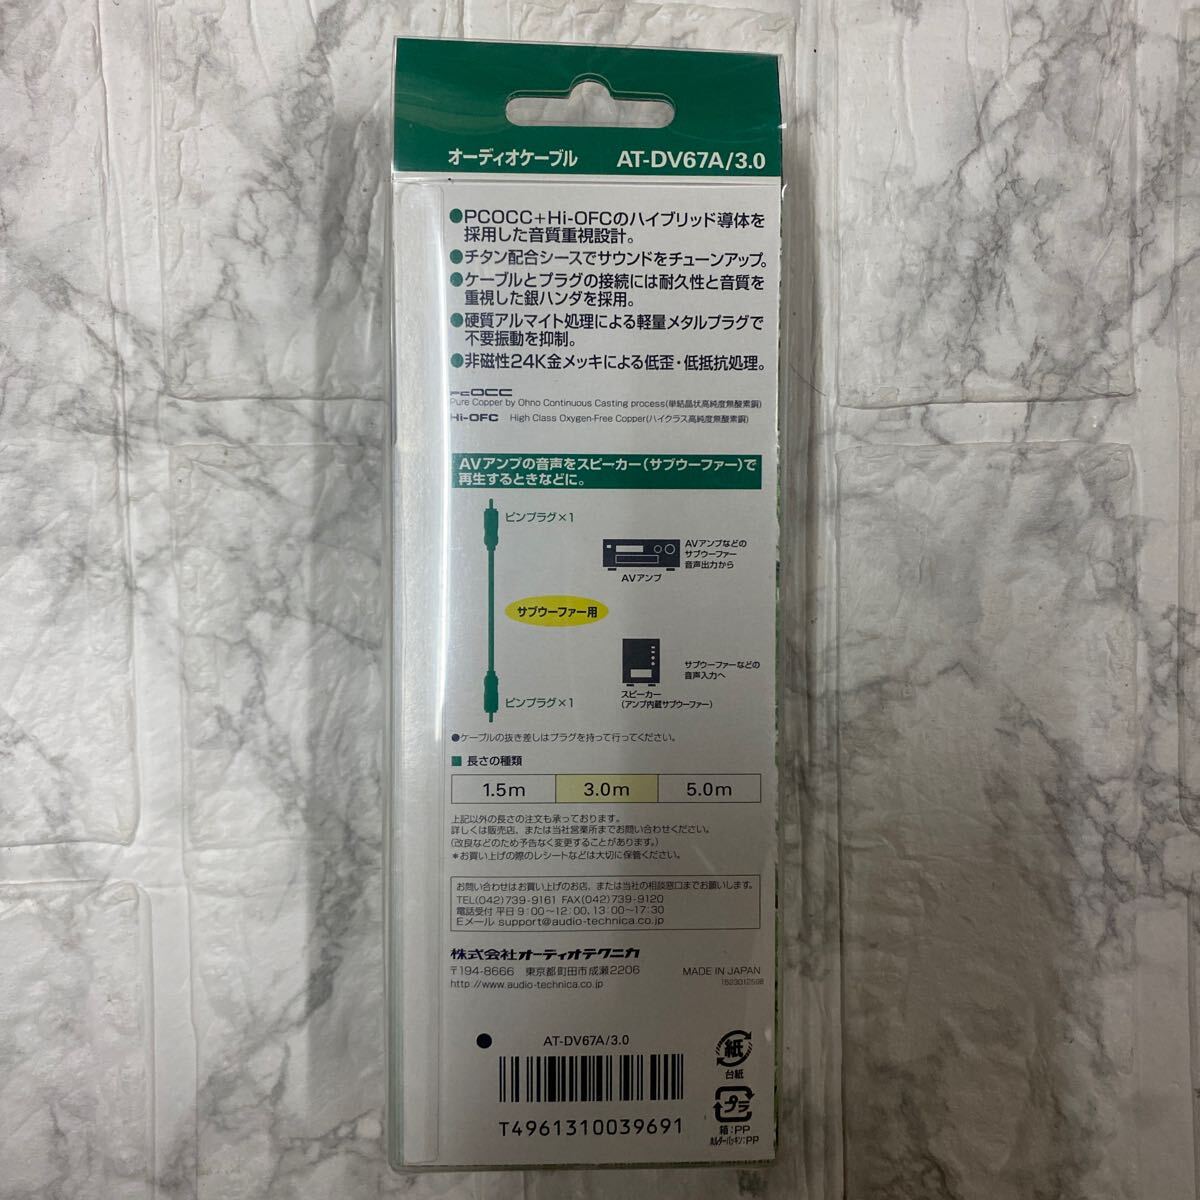 オーディオケーブル AT-DV67A/3.0
●PCOCC+Hi-OFCのハイブリッド導体を
採用した音質重視設計。
●チタン配合シースでサウンドをチューンアップ。
●ケーブルとプラグの接続には耐久性と音質を
重視した銀ハンダを採用。
●硬質アルマイト処理による軽量メタルプラグで
不要振動を抑制。
●非磁性24K金メッキによる低歪・低抵抗処理。
PCOCC
Pure Copper by Ohno Continuous Casting process(単結晶状高純度無酸素銅)
Hi-OFC High Class Oxygen-Free Copper(ハイクラス高純度無酸素銅)
AVアンプの音声をスピーカー(サブウーファー)で
再生するときなどに。
ピンプラグ×1
AVアンプなどの
サブウーファー
音声出力から
AVアンプ
サブウーファー用
サブウーファーなどの
音声入力へ
スピーカー
(アンプ内蔵サブウーファー)
ピンプラグ×1
●ケーブルの抜き差しはプラグを持って行ってください。
■ 長さの種類
1.5m 3.0m 5.0m
上記以外の長さの注文も承っております。
詳しくは販売店、または当社営業所までお問い合わせください。
(改良などのため予告なく変更することがあります。)
*お買い上げの際のレシートなどは大切に保管ください。
お問い合わせはお買い上げのお店、または当社の相談窓口までお願いします。
TEL(042)739-9161 FAX(042)739-9120
電話受付 平日 9:00〜12:00、13:00〜17:30
Eメール support@audio-technica.co.jp
株式会社オーディオテクニカ
〒194-8666 東京都町田市成瀬2206
http://www.audio-technica.co.jp
MADE IN JAPAN
1523012598
● AT-DV67A/3.0
T4961310039691
紙
台紙
プラ
箱:PP
ホルダーパッキン:PP